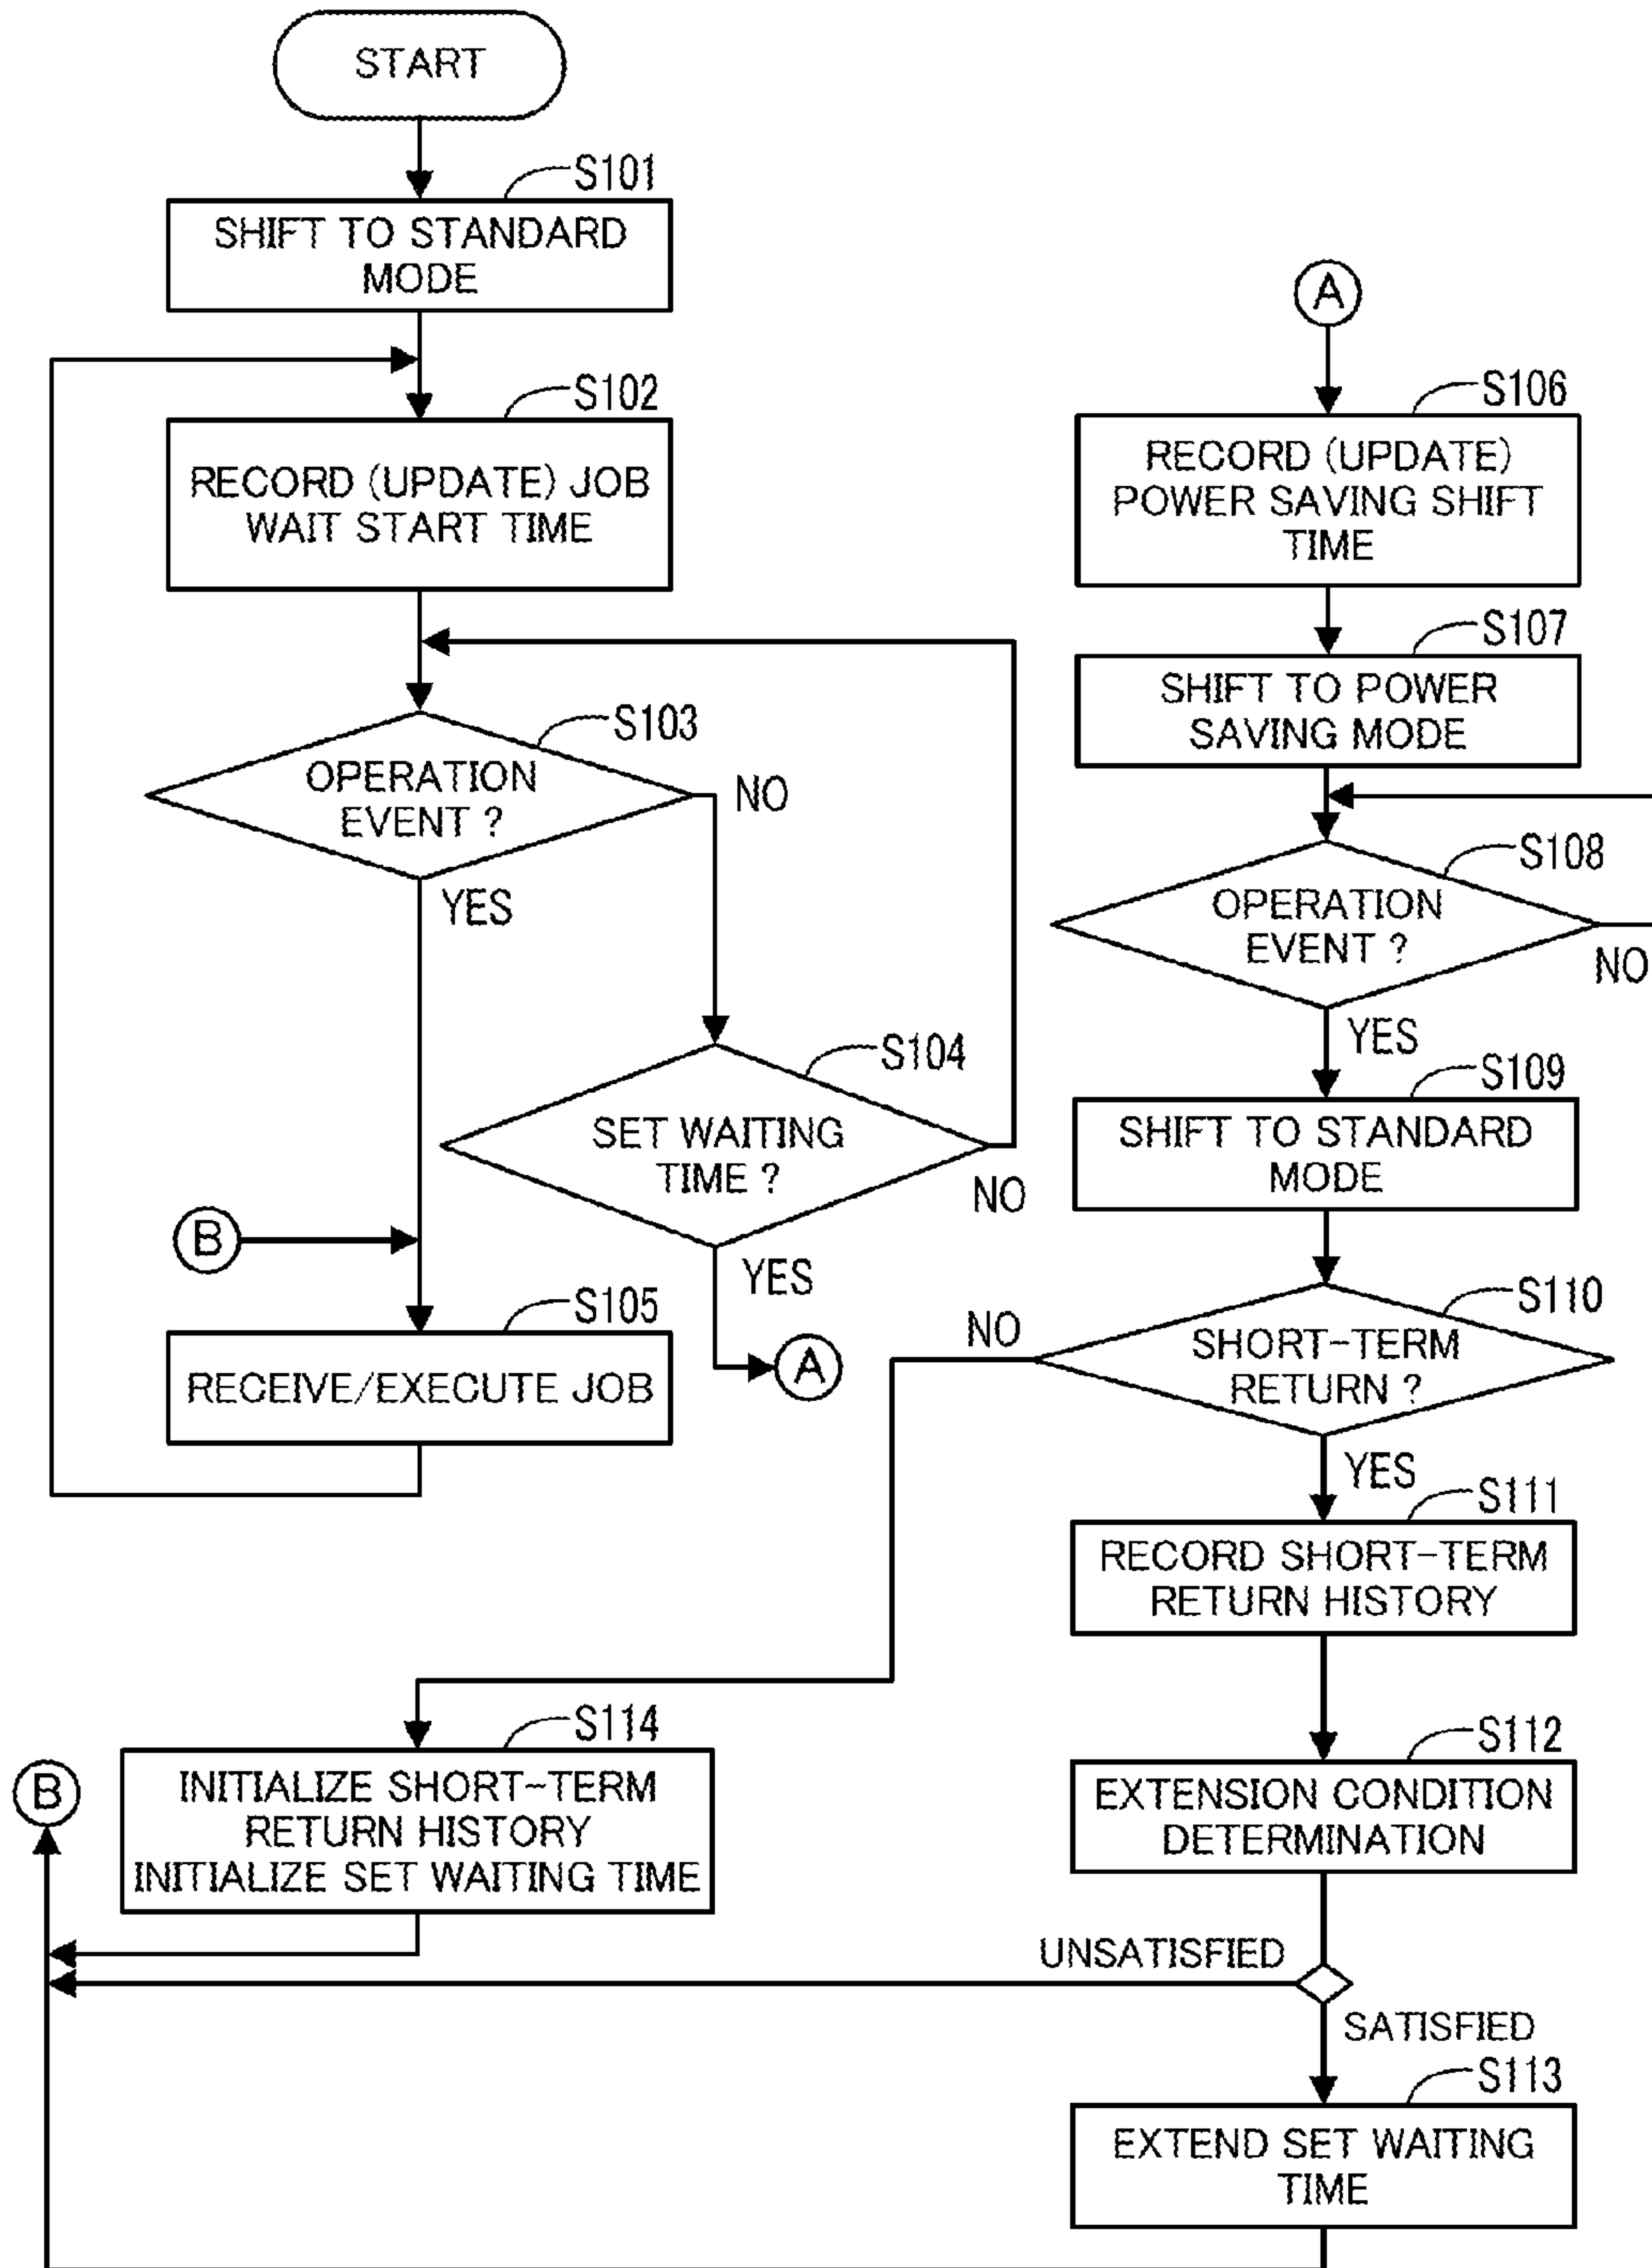 START
S101
SHIFT TO STANDARD
MODE
S102
RECORD (UPDATE) JOB
WAIT START TIME
S103
OPERATION
EVENT ?
NO
YES
S104
SET WAITING
TIME ?
NO
YES
B
A
S105
RECEIVE/EXECUTE JOB
A
S106
RECORD (UPDATE)
POWER SAVING SHIFT
TIME
S107
SHIFT TO POWER
SAVING MODE
S108
OPERATION
EVENT ?
NO
YES
S109
SHIFT TO STANDARD
MODE
S110
SHORT-TERM
RETURN ?
NO
YES
S111
RECORD SHORT-TERM
RETURN HISTORY
S112
EXTENSION CONDITION
DETERMINATION
UNSATISFIED
SATISFIED
S113
EXTEND SET WAITING
TIME
S114
INITIALIZE SHORT-TERM
RETURN HISTORY
INITIALIZE SET WAITING TIME
B